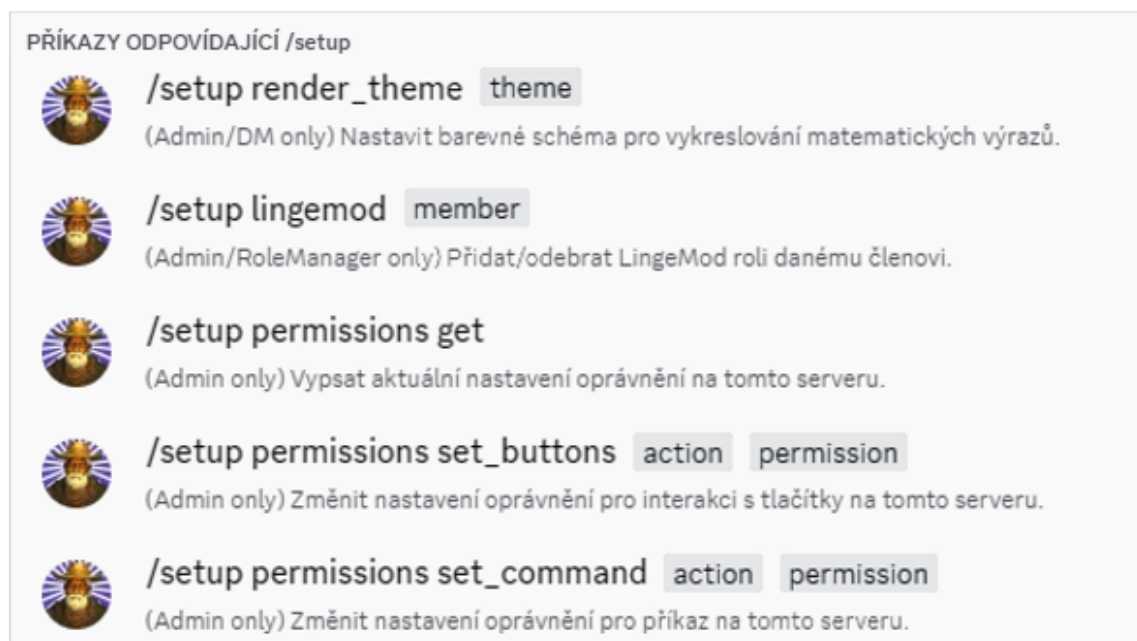 PŘÍKAZY ODPOVÍDAJÍCÍ /setup
/setup render_theme theme
(Admin/DM only) Nastavit barevné schéma pro vykreslování matematických výrazů.
/setup lingemod member
(Admin/RoleManager only) Přidat/odebrat LingeMod roli danému členovi.
/setup permissions get
(Admin only) Vypsat aktuální nastavení oprávnění na tomto serveru.
/setup permissions set_buttons action permission
(Admin only) Změnit nastavení oprávnění pro interakci s tlačítky na tomto serveru.
/setup permissions set_command action permission
(Admin only) Změnit nastavení oprávnění pro příkaz na tomto serveru.